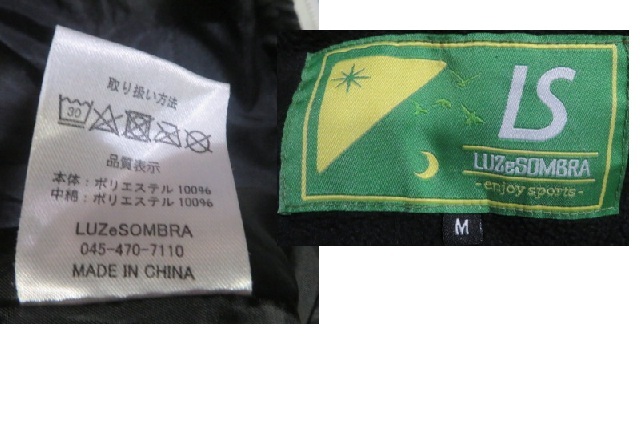 取り扱い方法
30
品質表示
本体：ポリエステル 100%
中綿：ポリエステル 100%
LUZeSOMBRA
045-470-7110
MADE IN CHINA
LS
LUZeSOMBRA
-enjoy sports-
M